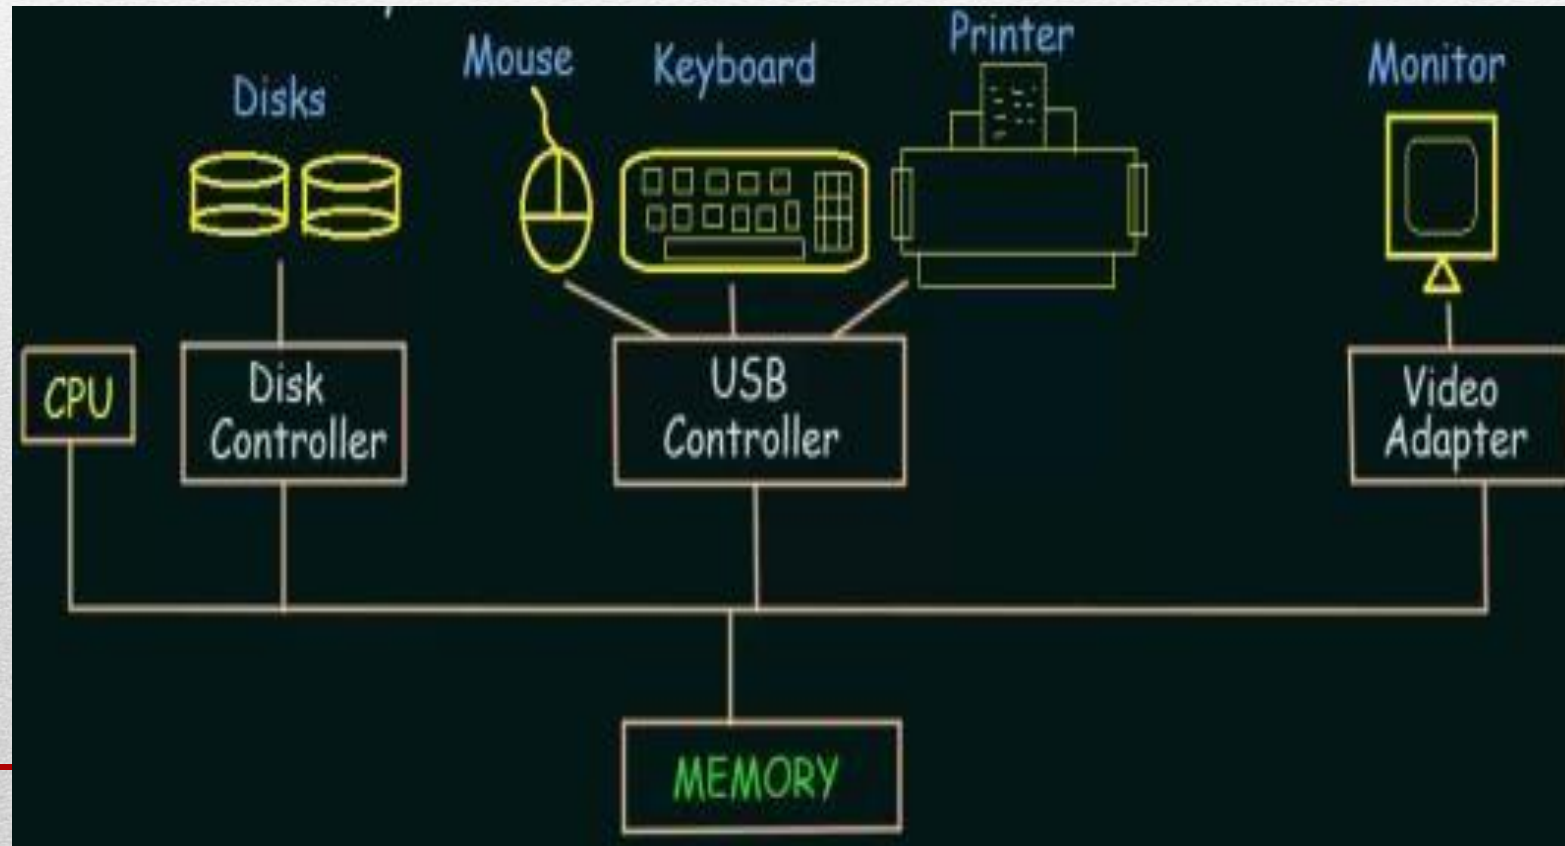 Disks
Mouse
Keyboard
Printer
Monitor
CPU
Disk
Controller
USB
Controller
Video
Adapter
MEMORY